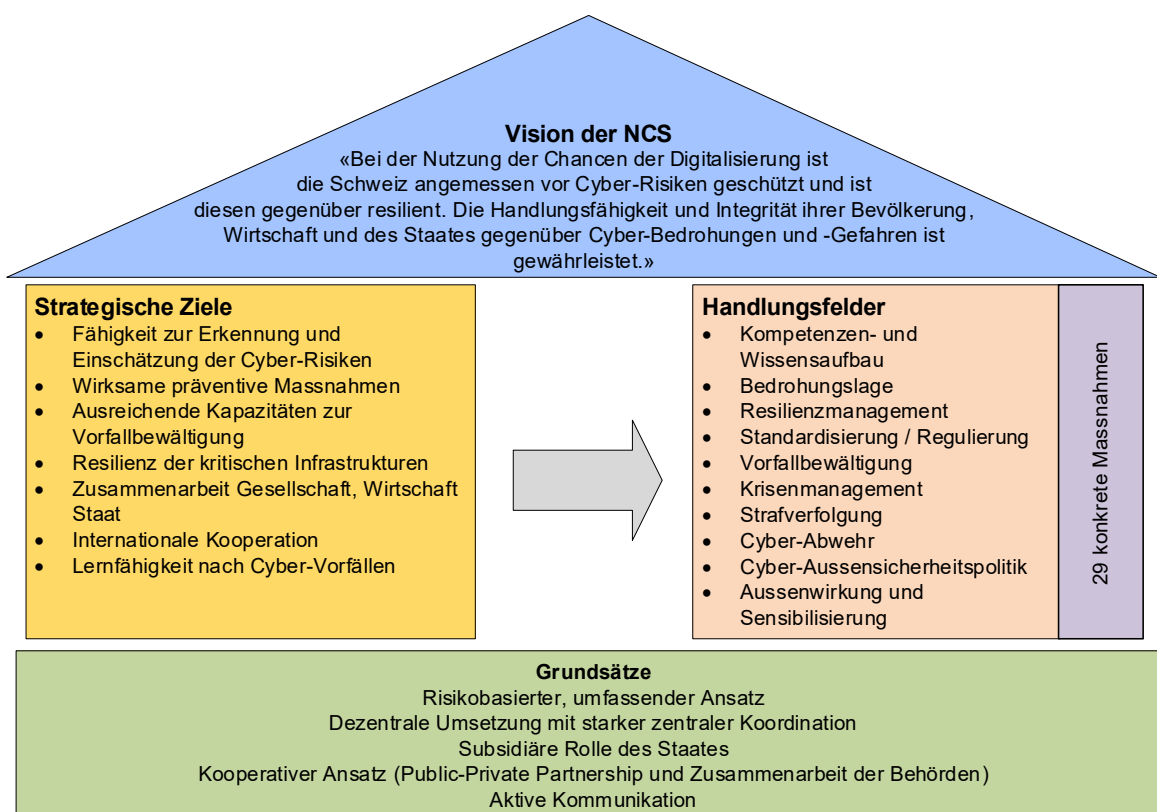 Vision der NCS
«Bei der Nutzung der Chancen der Digitalisierung ist
die Schweiz angemessen vor Cyber-Risiken geschützt und ist
diesen gegenüber resilient. Die Handlungsfähigkeit und Integrität ihrer Bevölkerung,
Wirtschaft und des Staates gegenüber Cyber-Bedrohungen und -Gefahren ist
gewährleistet.»
Strategische Ziele
• Fähigkeit zur Erkennung und
Einschätzung der Cyber-Risiken
• Wirksame präventive Massnahmen
• Ausreichende Kapazitäten zur
Vorfallbewältigung
• Resilienz der kritischen Infrastrukturen
• Zusammenarbeit Gesellschaft, Wirtschaft
Staat
• Internationale Kooperation
• Lernfähigkeit nach Cyber-Vorfällen
Handlungsfelder
• Kompetenzen- und
Wissensaufbau
• Bedrohungslage
• Resilienzmanagement
• Standardisierung / Regulierung
• Vorfallbewältigung
• Krisenmanagement
• Strafverfolgung
• Cyber-Abwehr
• Cyber-Aussensicherheitspolitik
• Aussenwirkung und
Sensibilisierung
29 konkrete Massnahmen
Grundsätze
Risikobasierter, umfassender Ansatz
Dezentrale Umsetzung mit starker zentraler Koordination
Subsidiäre Rolle des Staates
Kooperativer Ansatz (Public-Private Partnership und Zusammenarbeit der Behörden)
Aktive Kommunikation